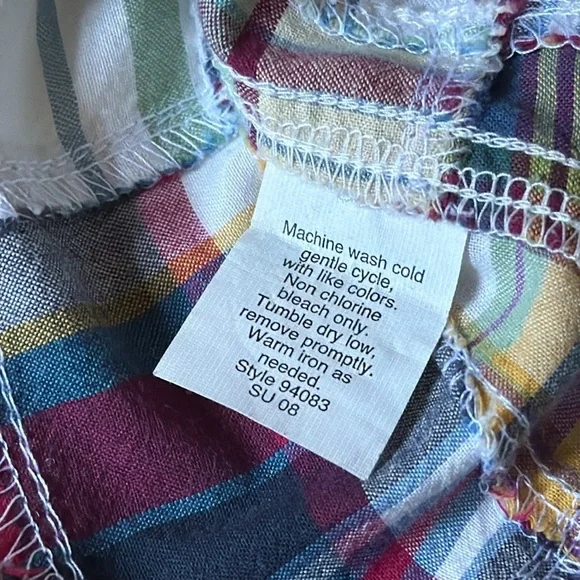 Machine wash cold
gentle cycle,
with like colors.
Non chlorine
bleach only.
Tumble dry low,
remove promptly.
Warm iron as
needed.
Style 94083
SU 08